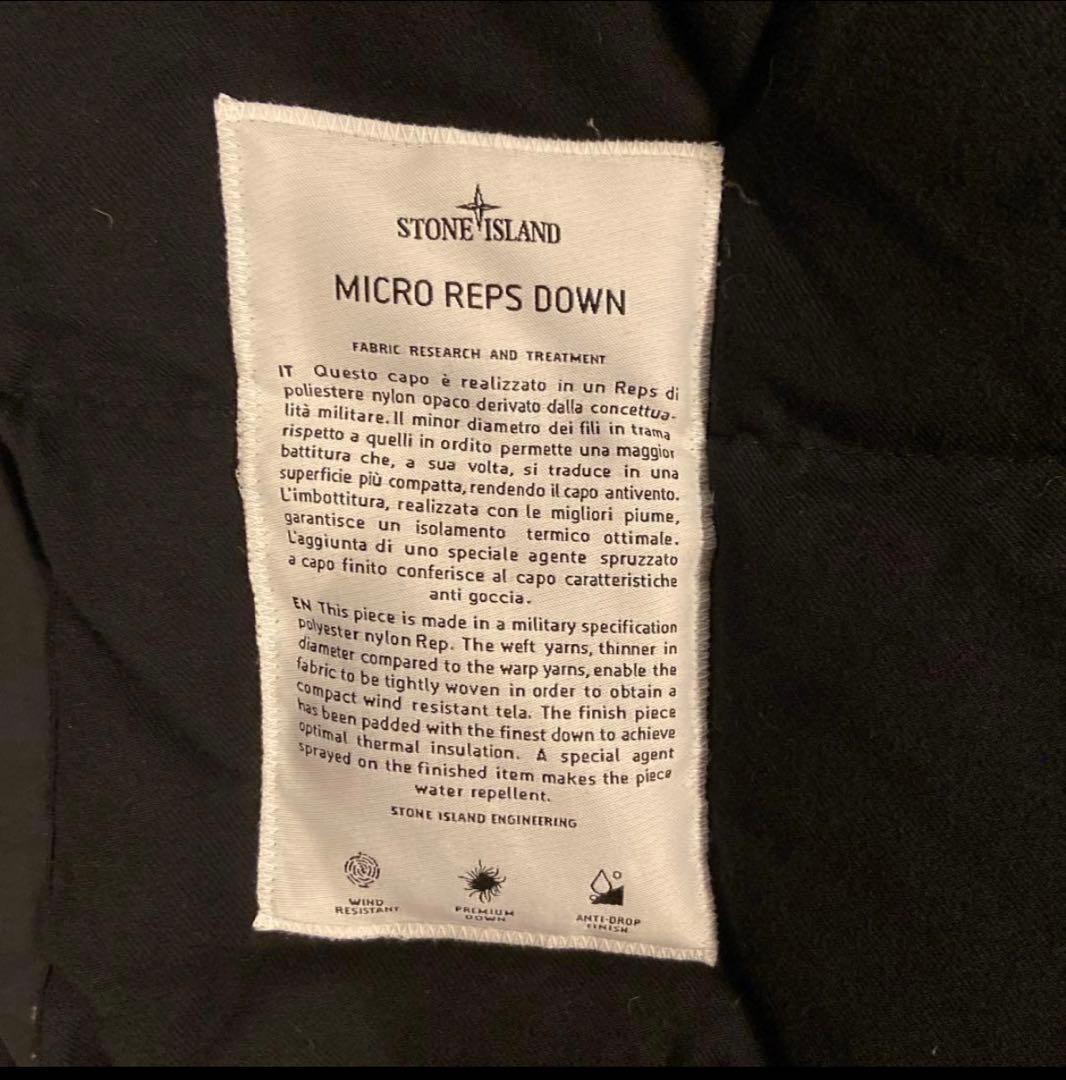 STONE ISLAND
MICRO REPS DOWN
FABRIC RESEARCH AND TREATMENT
IT Questo capo è realizzato in un Reps di
poliestere nylon opaco derivato dalla concettua-
lità militare. Il minor diametro dei fili in trama
rispetto a quelli in ordito permette una maggior
battitura che, a sua volta, si traduce in una
superficie più compatta, rendendo il capo antivento.
L'imbottitura, realizzata con le migliori piume,
garantisce un isolamento termico ottimale.
L'aggiunta di uno speciale agente spruzzato
a capo finito conferisce al capo caratteristiche
anti goccia.
EN This piece is made in a military specification
polyester nylon Rep. The weft yarns, thinner in
diameter compared to the warp yarns, enable the
fabric to be tightly woven in order to obtain a
compact wind resistant tela. The finish piece
has been padded with the finest down to achieve
optimal thermal insulation. A special agent
sprayed on the finished item makes the piece
water repellent.
STONE ISLAND ENGINEERING
WIND
RESISTANT
PREMIUM
DOWN
ANTI-DROP
FINISH